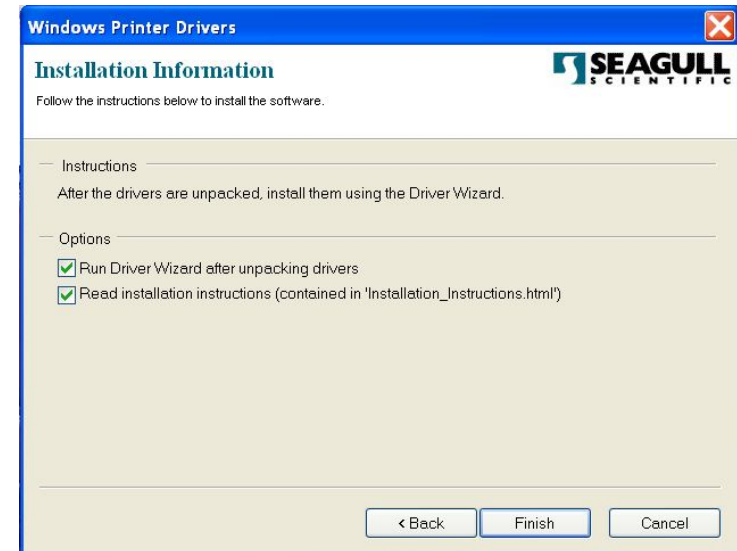 Windows Printer Drivers
Installation Information
SEAGULL
SCIENTIFIC
Follow the instructions below to install the software.
Instructions
After the drivers are unpacked, install them using the Driver Wizard.
Options
Run Driver Wizard after unpacking drivers
Read installation instructions (contained in 'Installation_Instructions.html')
< Back Finish Cancel